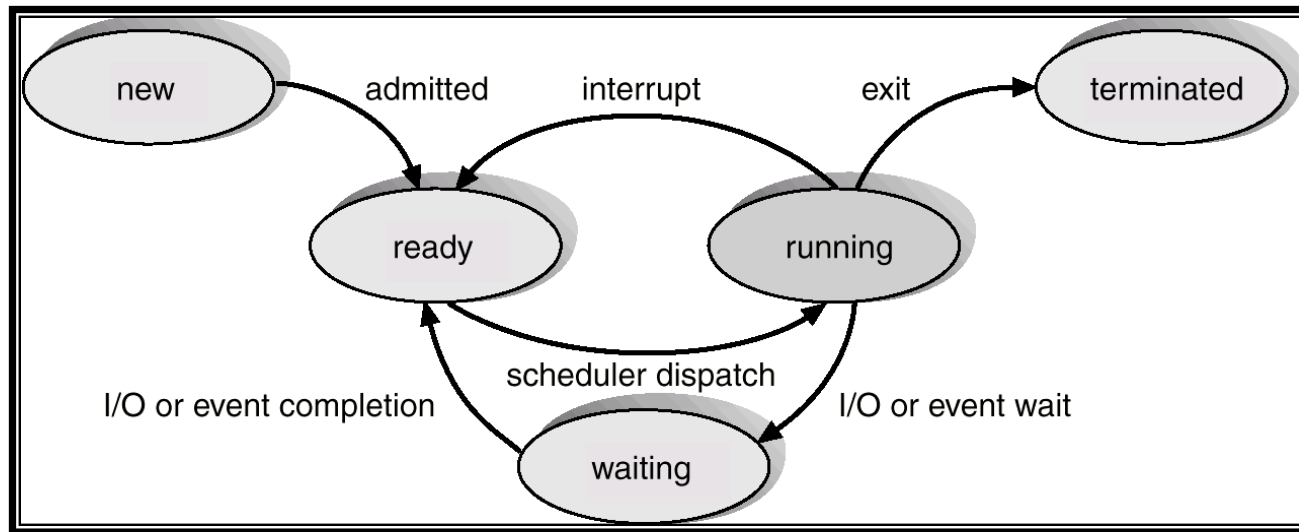 new
admitted
interrupt
exit
terminated
ready
running
scheduler dispatch
I/O or event completion
I/O or event wait
waiting